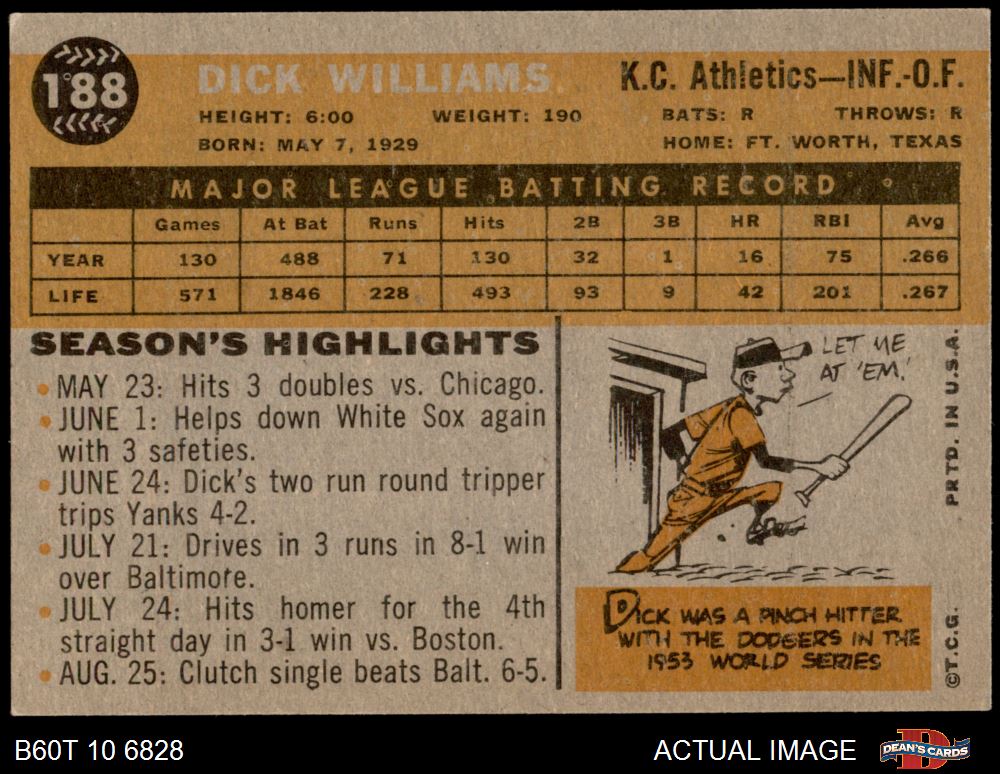 188
DICK WILLIAMS
K.C. Athletics—INF.-O.F.
HEIGHT: 6:00 WEIGHT: 190 BATS: R THROWS: R
BORN: MAY 7, 1929 HOME: FT. WORTH, TEXAS
MAJOR LEAGUE BATTING RECORD
Games At Bat Runs Hits 2B 3B HR RBI Avg
YEAR 130 488 71 130 32 1 16 75 .266
LIFE 571 1846 228 493 93 9 42 201 .267
SEASON'S HIGHLIGHTS
• MAY 23: Hits 3 doubles vs. Chicago.
• JUNE 1: Helps down White Sox again
with 3 safeties.
• JUNE 24: Dick's two run round tripper
trips Yanks 4-2.
• JULY 21: Drives in 3 runs in 8-1 win
over Baltimore.
• JULY 24: Hits homer for the 4th
straight day in 3-1 win vs. Boston.
• AUG. 25: Clutch single beats Balt. 6-5.
LET ME
AT 'EM!
DICK WAS A PINCH HITTER
WITH THE DODGERS IN THE
1953 WORLD SERIES
©T.C.G. PRTD. IN U.S.A.
B60T 10 6828
ACTUAL IMAGE
DEAN'S CARDS